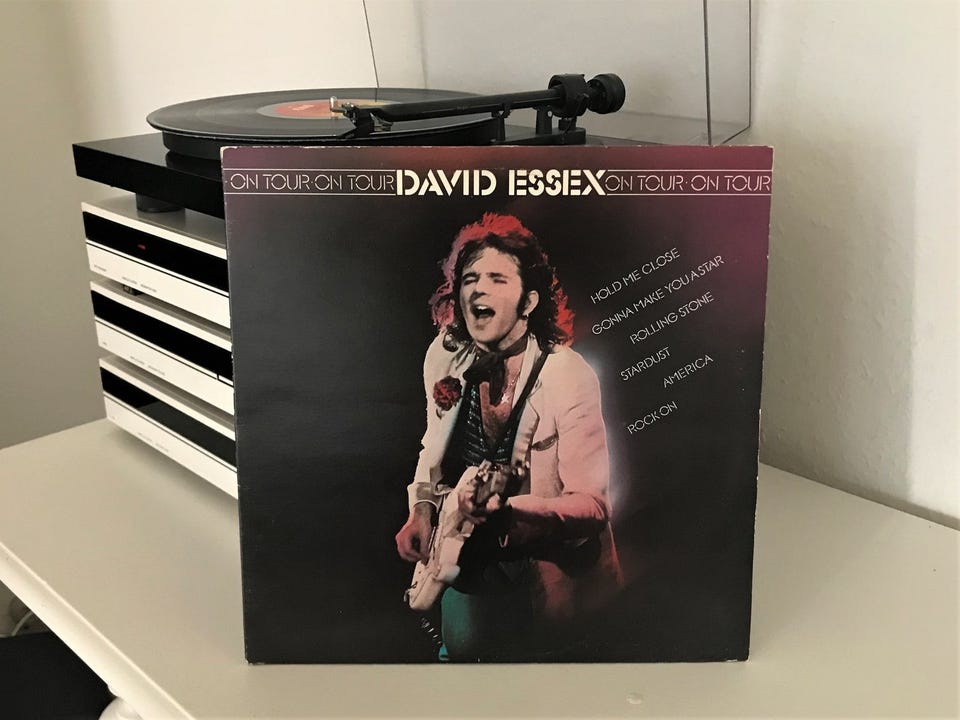 ON TOUR·ON TOUR DAVID ESSEX ON TOUR·ON TOUR
HOLD ME CLOSE
GONNA MAKE YOU A STAR
ROLLING STONE
STARDUST
AMERICA
ROCK ON